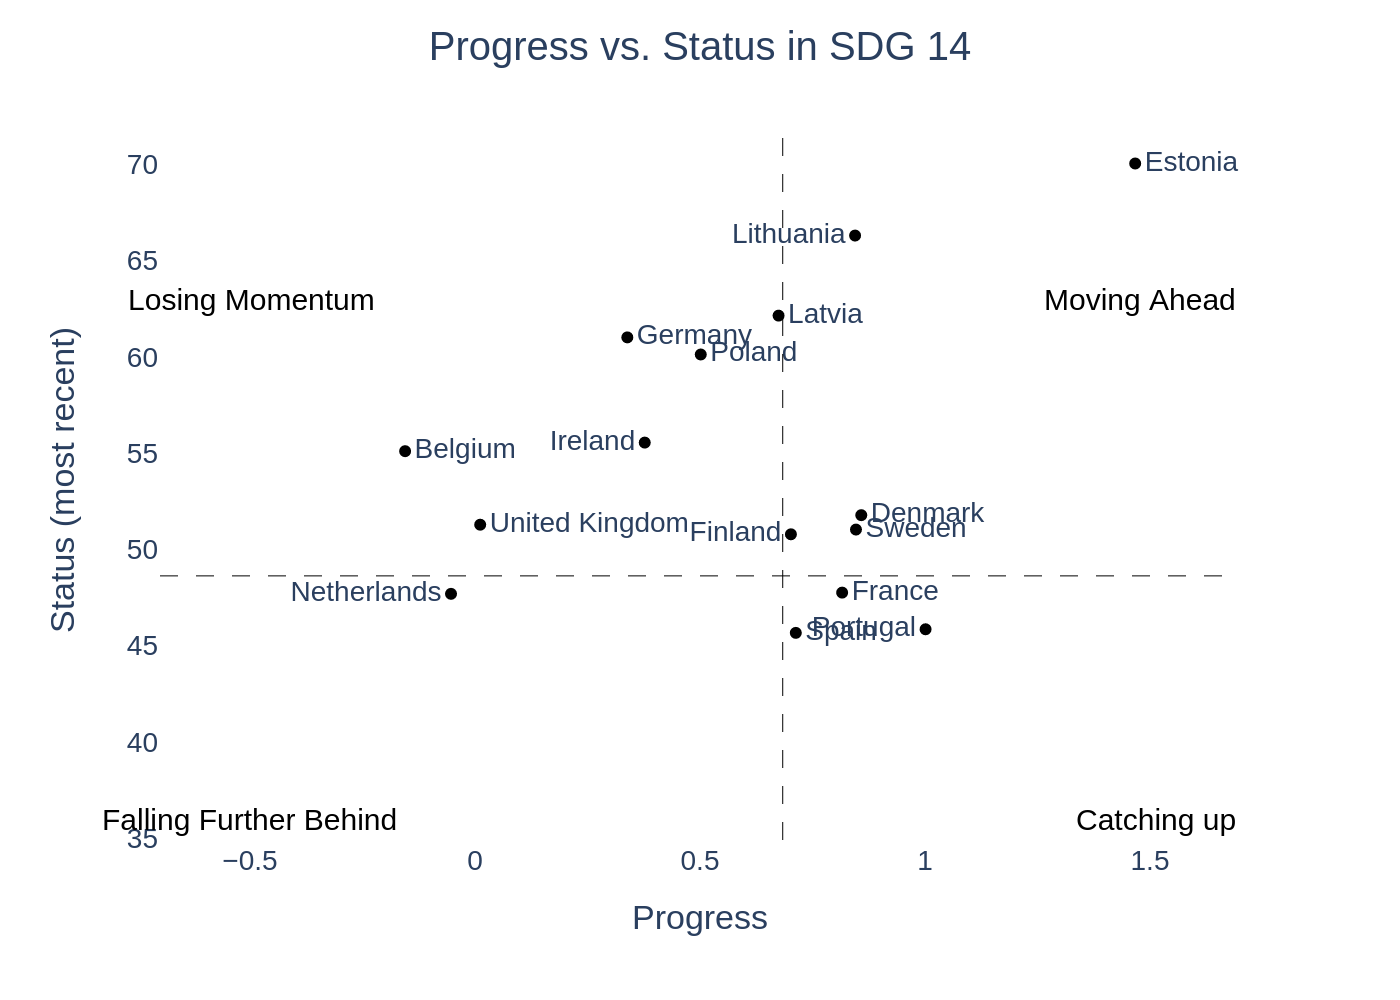 Progress vs. Status in SDG 14
70
Estonia
Lithuania
65
Losing Momentum
Moving Ahead
Latvia
Germany
60
Poland
55
Belgium
Ireland
Denmark
United Kingdom
Sweden
Finland
50
Netherlands
France
45
Portugal
Spain
40
Falling Further Behind
Catching up
35
−0.5
0
0.5
1
1.5
Status (most recent)
Progress